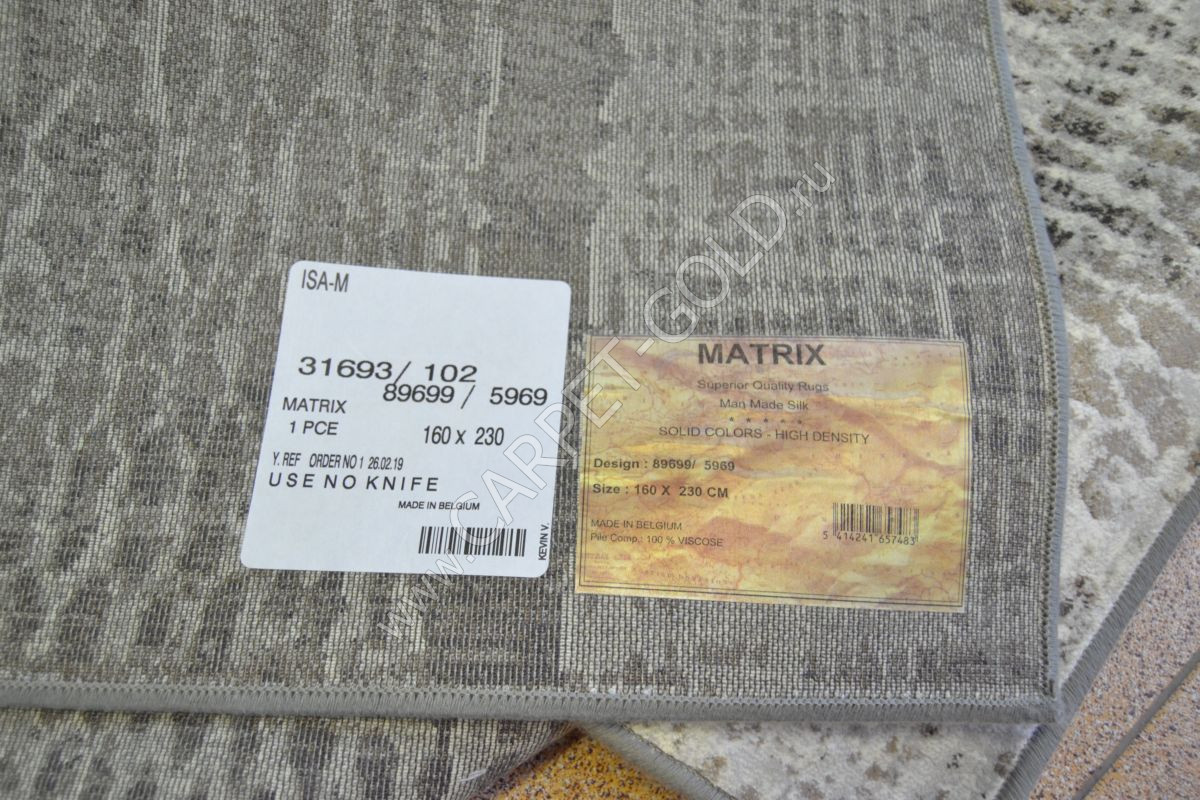 ISA-M
31693/ 102
89699 / 5969
MATRIX
1 PCE
160 x 230
Y. REF ORDER NO 1 26.02.19
USE NO KNIFE
MADE IN BELGIUM
KEVIN V.
MATRIX
Superior Quality Rugs
Man Made Silk
* * * * *
SOLID COLORS - HIGH DENSITY
Design : 89699/ 5969
Size : 160 X 230 CM
MADE IN BELGIUM
Pile Comp.: 100 % VISCOSE
5 414241 657483
www.CARPET-GOLD.ru